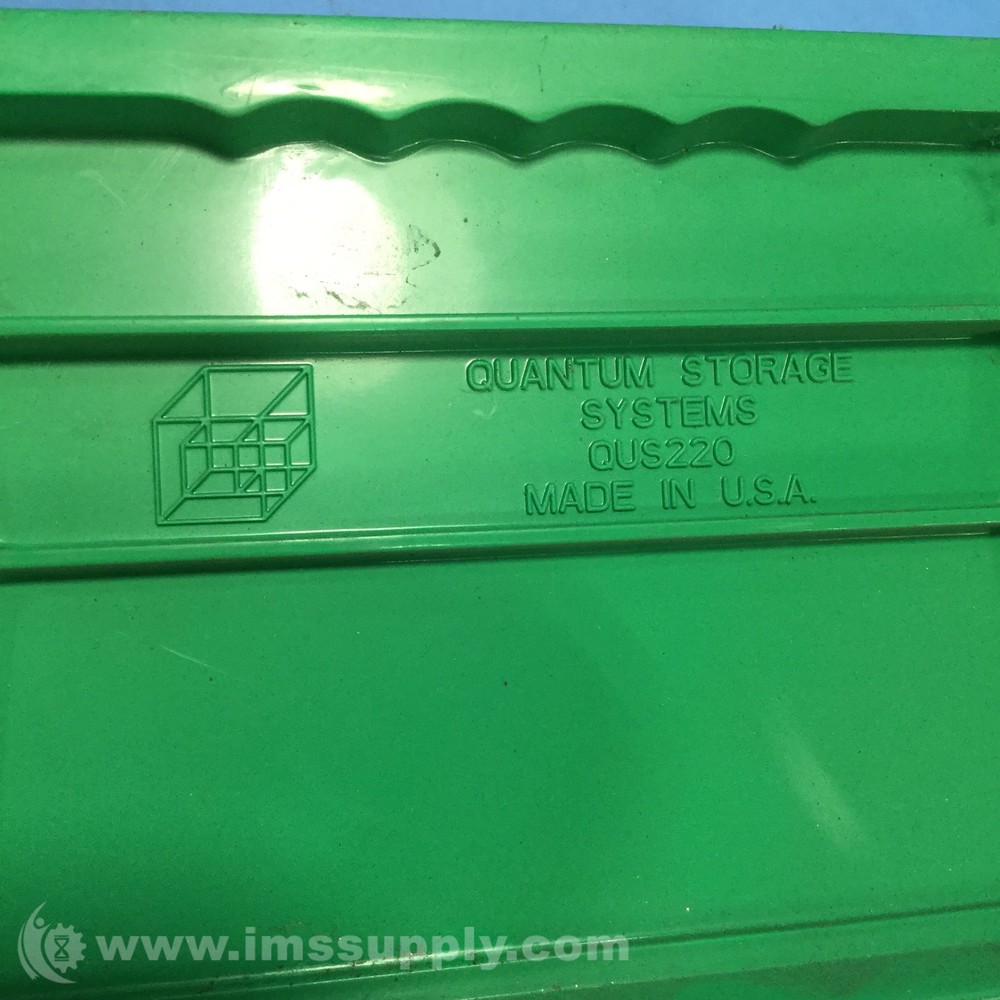 QUANTUM STORAGE
SYSTEMS
QUS220
MADE IN U.S.A.
www.imssupply.com